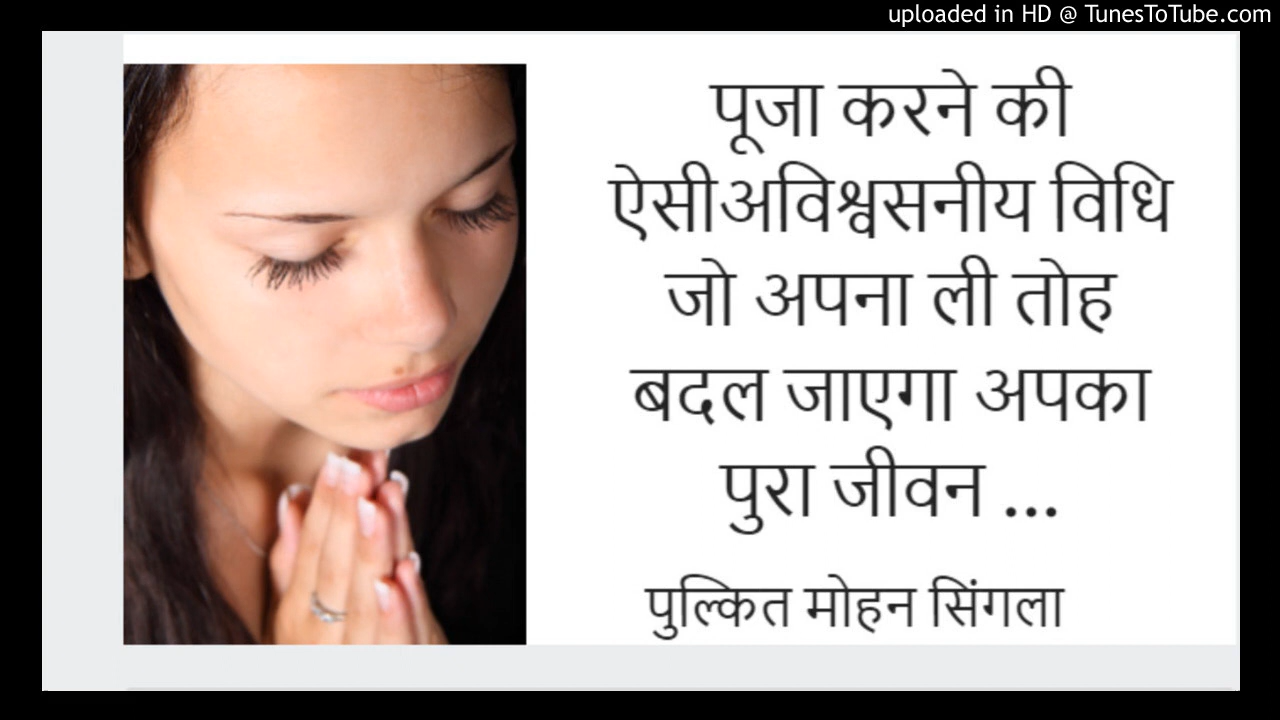 uploaded in HD @ TunesToTube.com
पूजा करने की
ऐसीअविश्वसनीय विधि
जो अपना ली तोह
बदल जाएगा अपका
पुरा जीवन ...
पुल्कित मोहन सिंगला